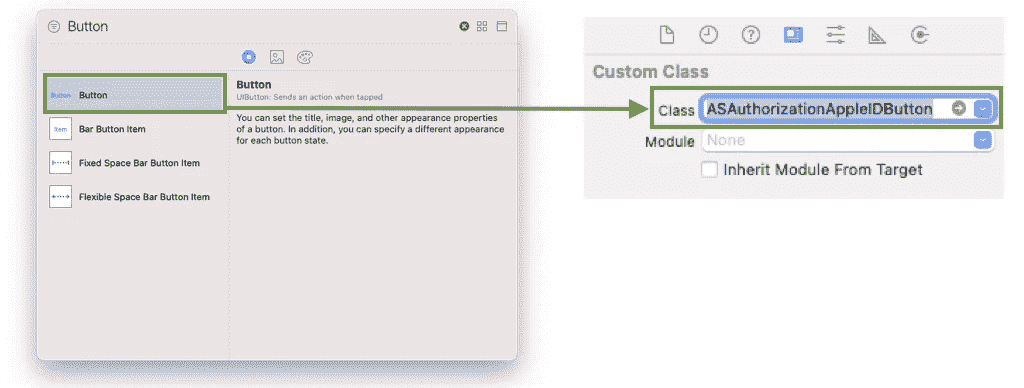 Button
Button Button
Item Bar Button Item
Fixed Space Bar Button Item
Flexible Space Bar Button Item
Button
UIButton: Sends an action when tapped
You can set the title, image, and other appearance properties
of a button. In addition, you can specify a different appearance
for each button state.
Custom Class
Class ASAuthorizationAppleIDButton
Module None
Inherit Module From Target